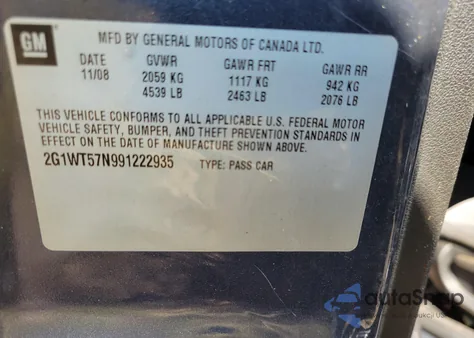 GM
MFD BY GENERAL MOTORS OF CANADA LTD.
DATE GVWR GAWR FRT GAWR RR
11/08 2059 KG 1117 KG 942 KG
4539 LB 2463 LB 2076 LB
THIS VEHICLE CONFORMS TO ALL APPLICABLE U.S. FEDERAL MOTOR
VEHICLE SAFETY, BUMPER, AND THEFT PREVENTION STANDARDS IN
EFFECT ON THE DATE OF MANUFACTURE SHOWN ABOVE.
2G1WT57N991222935 TYPE: PASS CAR
autoSnap